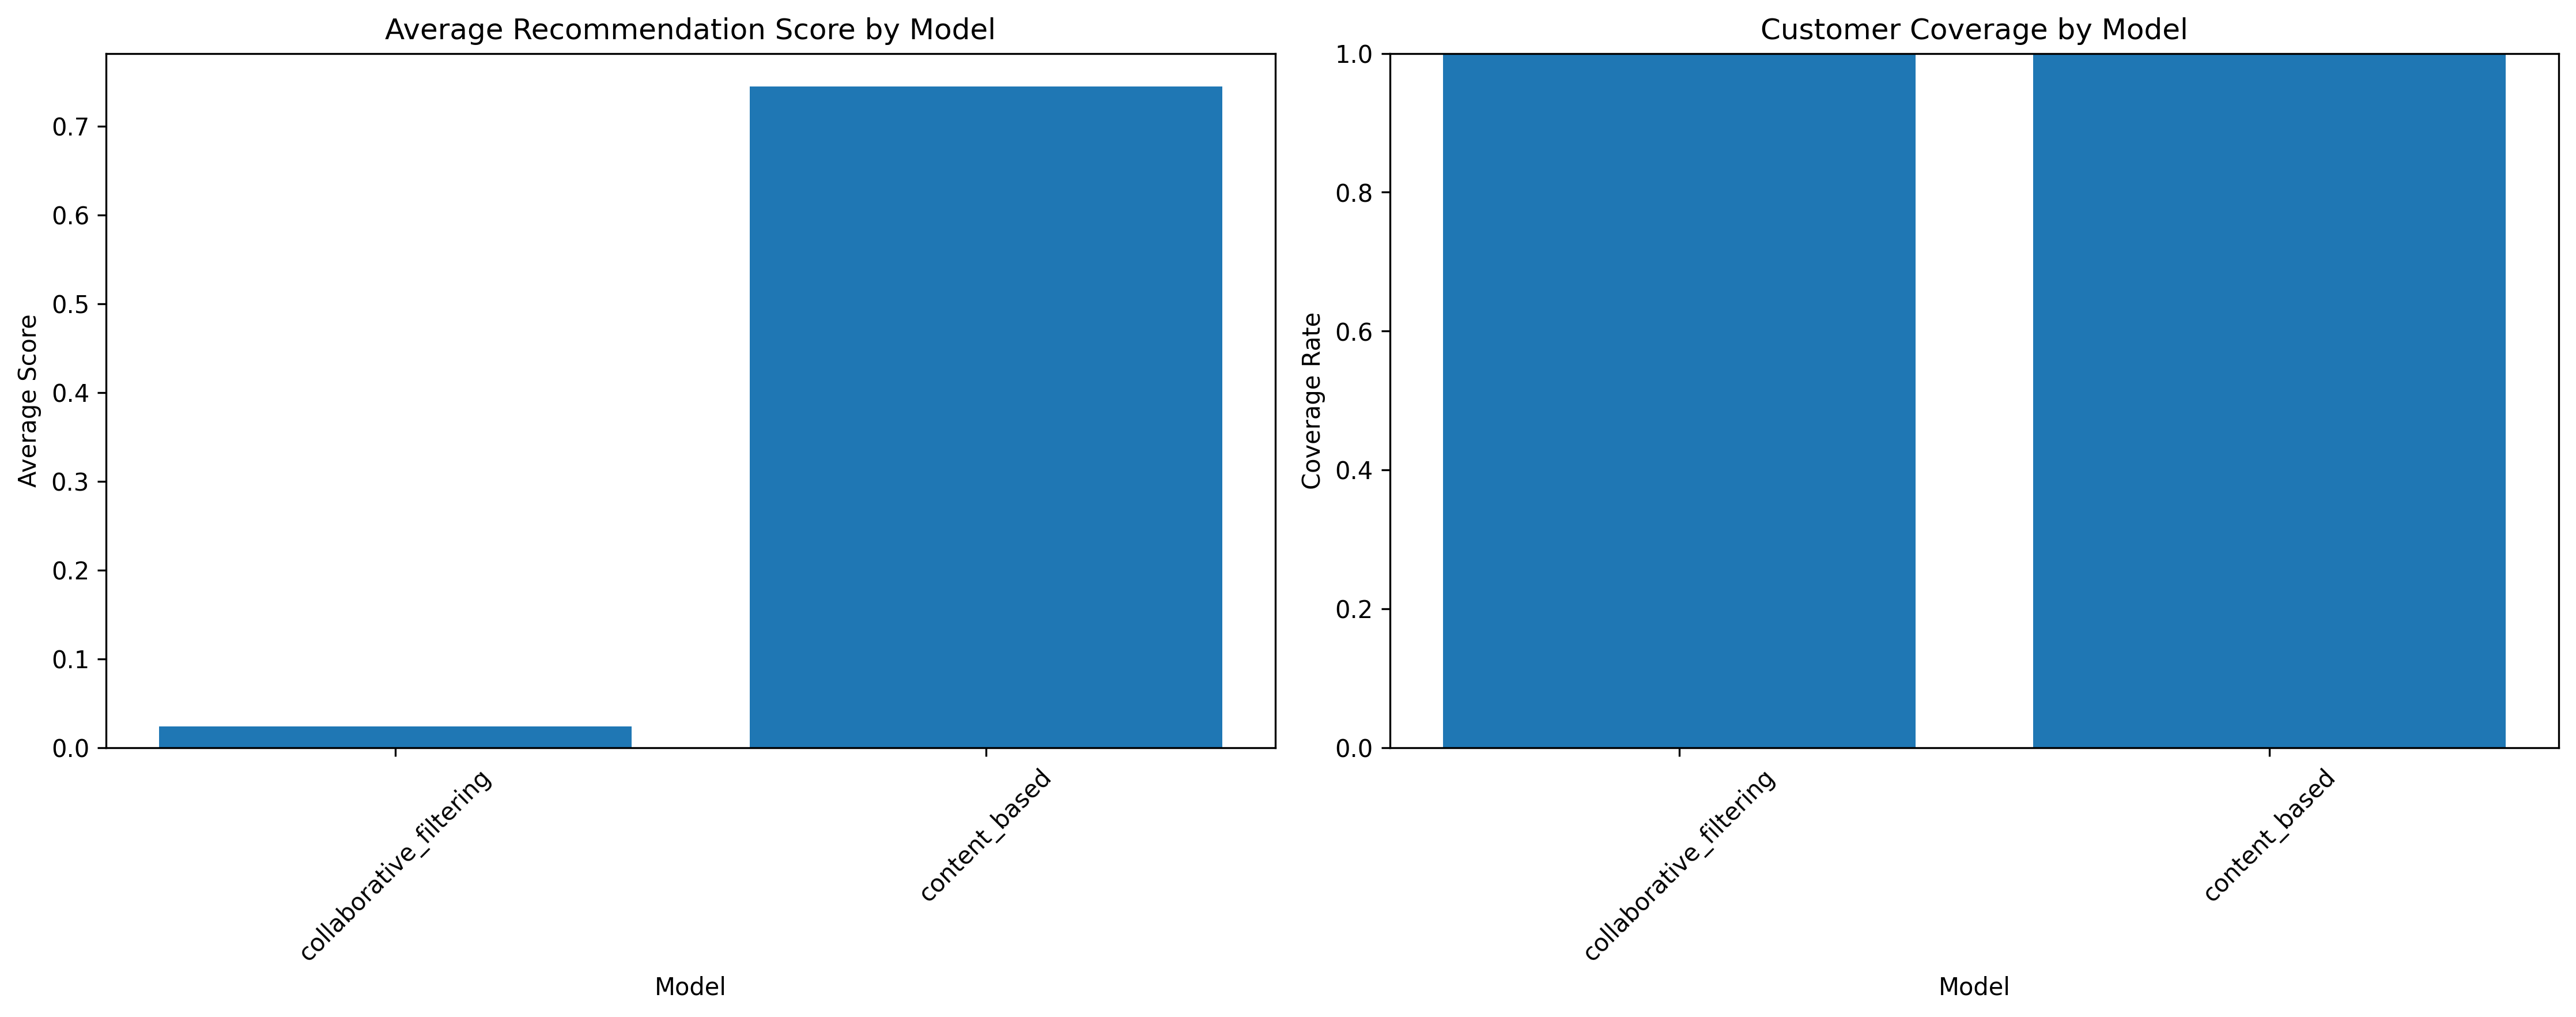 Average Recommendation Score by Model
Average Score
0.7
0.6
0.5
0.4
0.3
0.2
0.1
0.0
collaborative_filtering
content_based
Model
Customer Coverage by Model
Coverage Rate
1.0
0.8
0.6
0.4
0.2
0.0
collaborative_filtering
content_based
Model